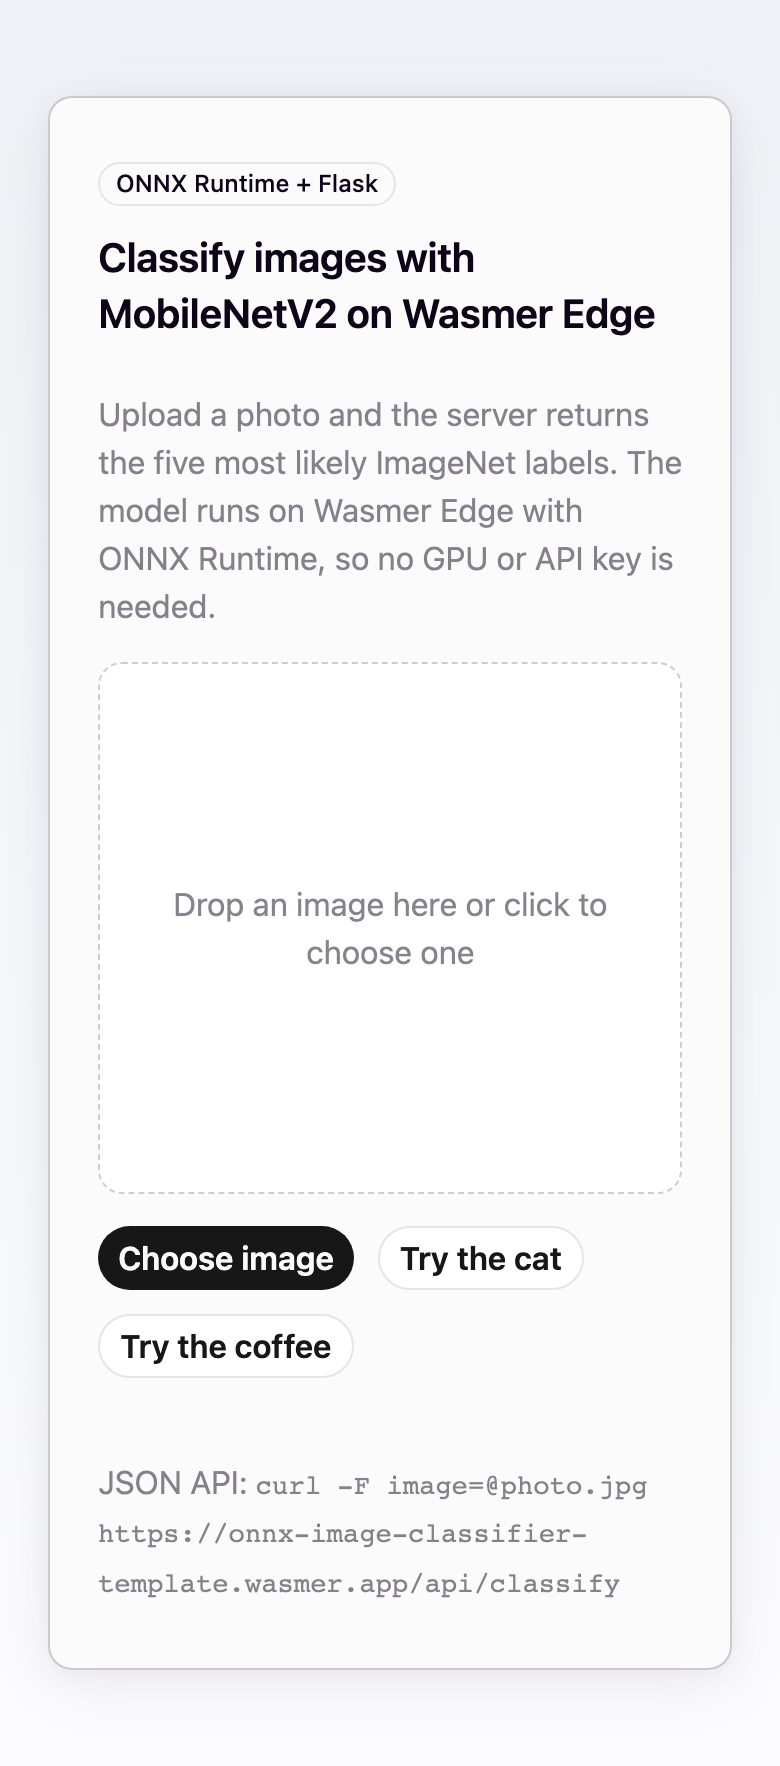 ONNX Runtime + Flask
Classify images with
MobileNetV2 on Wasmer Edge
Upload a photo and the server returns
the five most likely ImageNet labels. The
model runs on Wasmer Edge with
ONNX Runtime, so no GPU or API key is
needed.
Drop an image here or click to
choose one
Choose image
Try the cat
Try the coffee
JSON API: curl -F image=@photo.jpg
https://onnx-image-classifier-
template.wasmer.app/api/classify